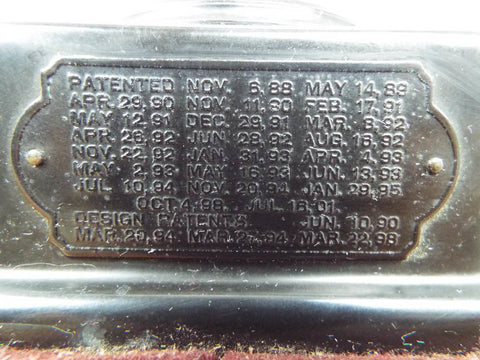 PATENTED NOV. 6.88 MAY 14.89
APR. 29.90 NOV. 11.90 FEB. 17.91
MAY 12.91 DEC. 29.91 MAR. 8.92
APR. 26.92 JUN. 28.92 AUG. 16.92
NOV. 22.92 JAN. 31.93 APR. 4.93
MAY 2.93 MAY 16.93 JUN. 13.93
JUL. 10.94 NOV. 20.94 JAN. 29.95
OCT. 4.98 JUL. 16.01
DESIGN PATENTS JUN. 10.90
MAR. 29.94 MAR. 27.94 MAR. 22.98